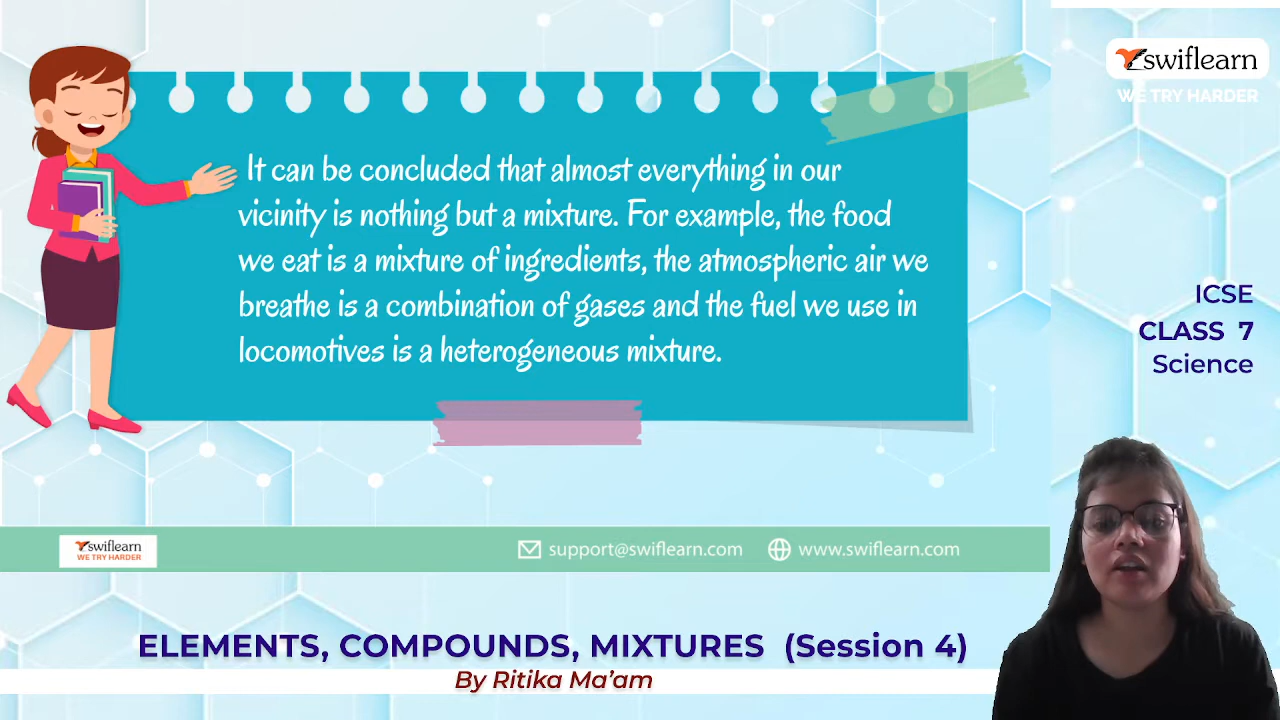 swiflearn
WE TRY HARDER
It can be concluded that almost everything in our
vicinity is nothing but a mixture. For example, the food
we eat is a mixture of ingredients, the atmospheric air we
breathe is a combination of gases and the fuel we use in
locomotives is a heterogeneous mixture.
ICSE
CLASS 7
Science
swiflearn
WE TRY HARDER
support@swiflearn.com
www.swiflearn.com
ELEMENTS, COMPOUNDS, MIXTURES (Session 4)
By Ritika Ma'am